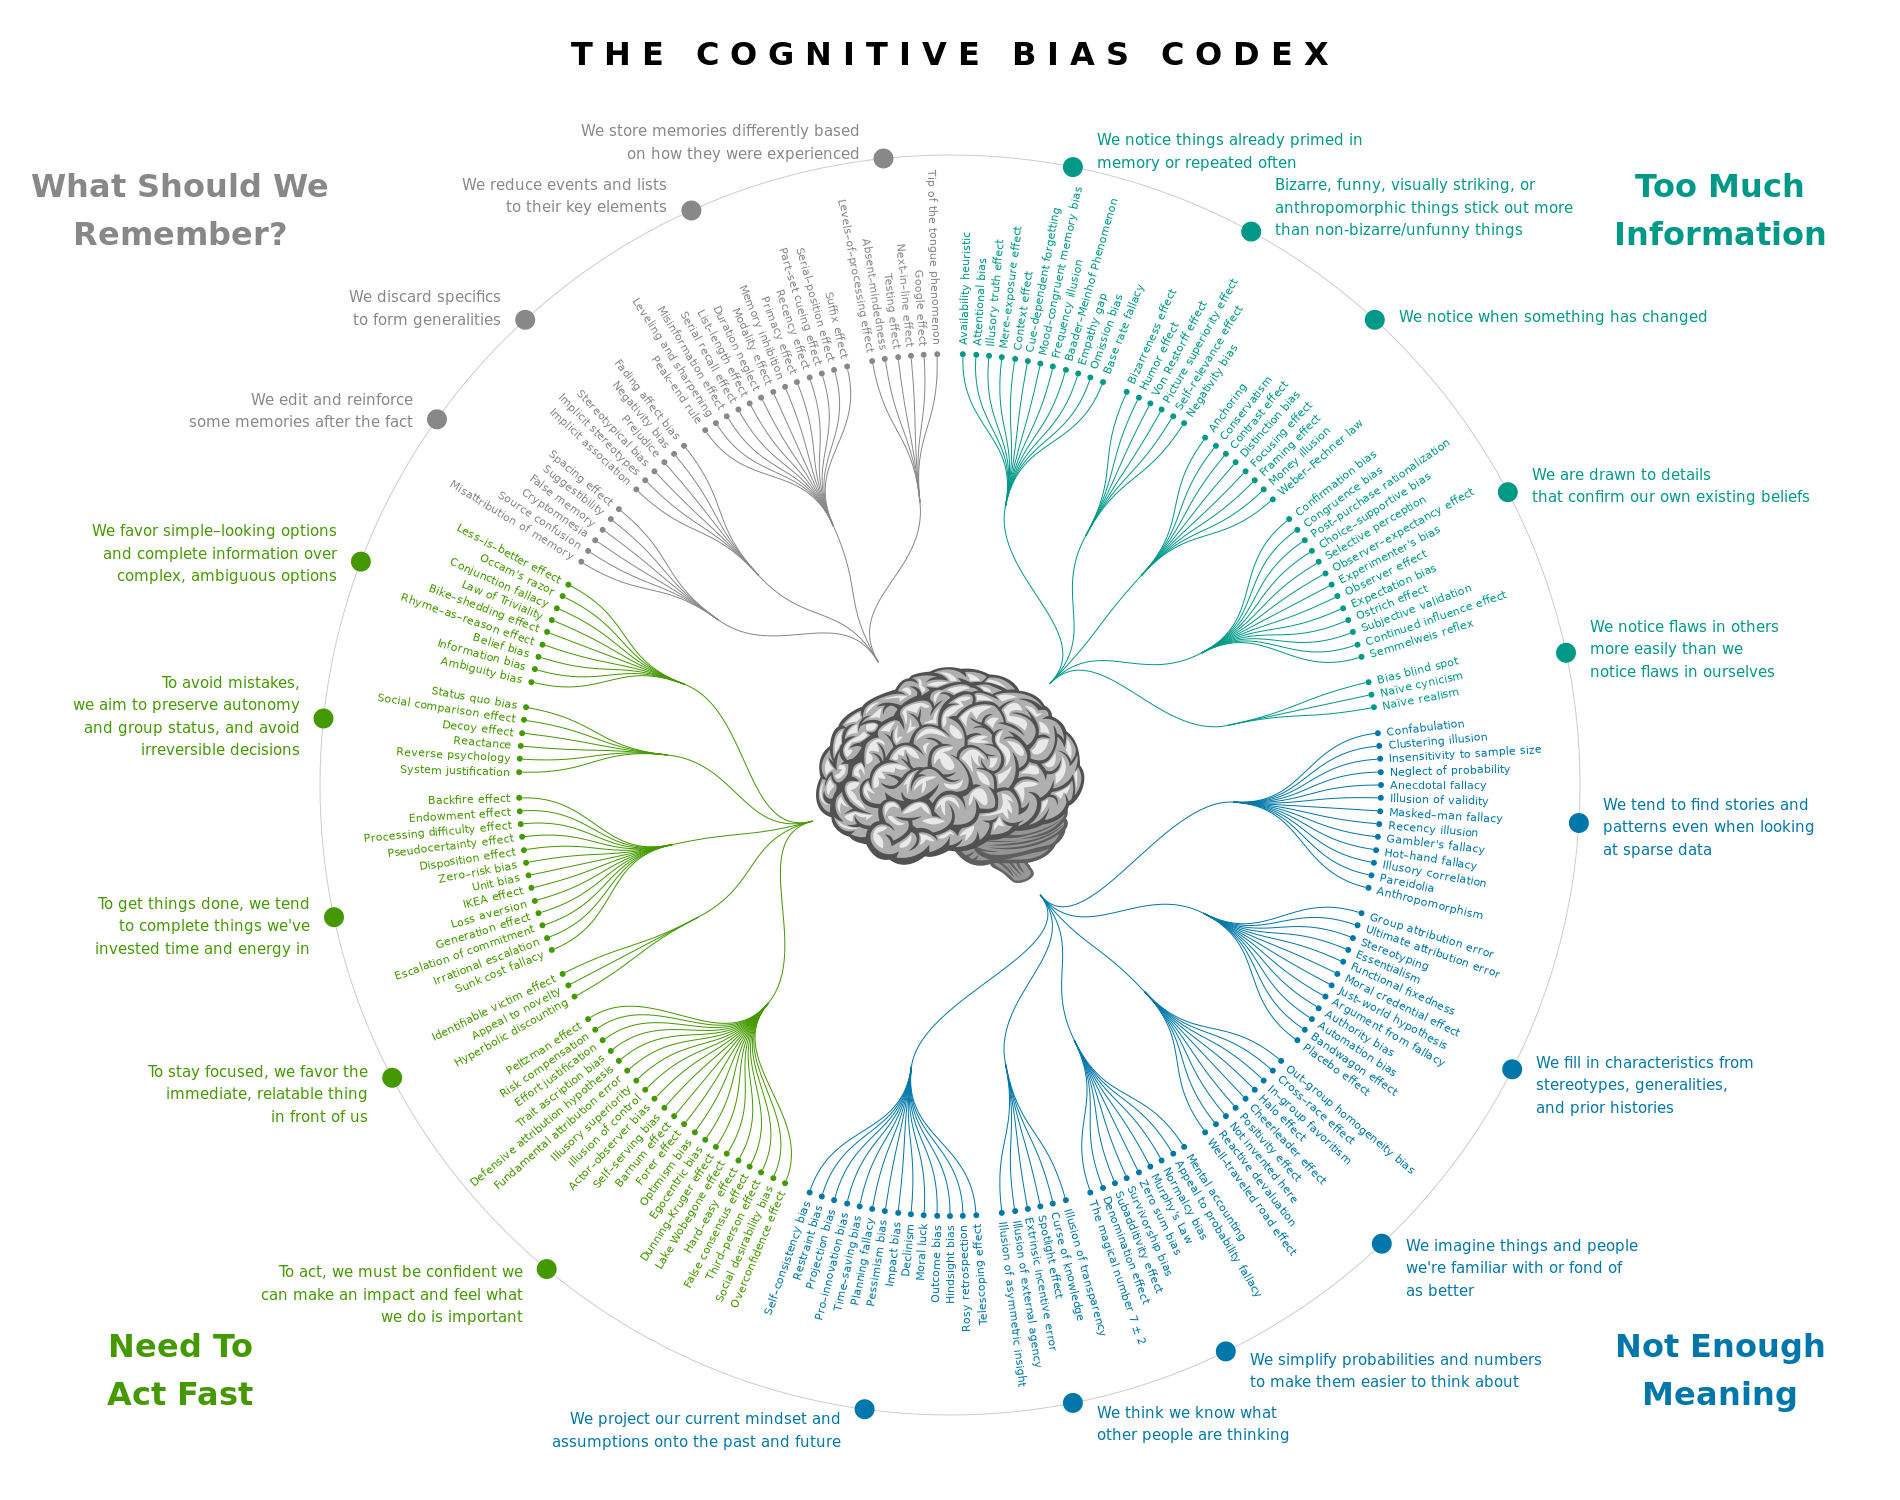 THE COGNITIVE BIAS CODEX
Too Much
Information
We notice things already primed in
memory or repeated often
Availability heuristic
Attentional bias
Illusory truth effect
Mere–exposure effect
Context effect
Cue–dependent forgetting
Mood–congruent memory bias
Frequency illusion
Baader–Meinhof Phenomenon
Empathy gap
Omission bias
Base rate fallacy
Bizarre, funny, visually striking, or
anthropomorphic things stick out more
than non-bizarre/unfunny things
Bizarreness effect
Humor effect
Von Restorff effect
Picture superiority effect
Self–relevance effect
Negativity bias
We notice when something has changed
Anchoring
Conservatism
Contrast effect
Distinction bias
Focusing effect
Framing effect
Money illusion
Weber–Fechner law
We are drawn to details
that confirm our own existing beliefs
Confirmation bias
Congruence bias
Post–purchase rationalization
Choice–supportive bias
Selective perception
Observer–expectancy effect
Experimenter's bias
Observer effect
Expectation bias
Ostrich effect
Subjective validation
Continued influence effect
Semmelweis reflex
We notice flaws in others
more easily than we
notice flaws in ourselves
Bias blind spot
Naïve cynicism
Naïve realism
Not Enough
Meaning
We tend to find stories and
patterns even when looking
at sparse data
Confabulation
Clustering illusion
Insensitivity to sample size
Neglect of probability
Anecdotal fallacy
Illusion of validity
Masked–man fallacy
Recency illusion
Gambler's fallacy
Hot–hand fallacy
Illusory correlation
Pareidolia
Anthropomorphism
We fill in characteristics from
stereotypes, generalities,
and prior histories
Group attribution error
Ultimate attribution error
Stereotyping
Essentialism
Functional fixedness
Moral credential effect
Just–world hypothesis
Argument from fallacy
Authority bias
Automation bias
Bandwagon effect
Placebo effect
We imagine things and people
we're familiar with or fond of
as better
Out–group homogeneity bias
Cross–race effect
In–group favoritism
Halo effect
Cheerleader effect
Positivity effect
Not invented here
Reactive devaluation
Well–traveled road effect
We simplify probabilities and numbers
to make them easier to think about
Mental accounting
Appeal to probability fallacy
Normalcy bias
Murphy's Law
Zero sum bias
Survivorship bias
Subadditivity effect
Denomination effect
The magical number 7 ± 2
We think we know what
other people are thinking
Illusion of transparency
Curse of knowledge
Spotlight effect
Extrinsic incentive error
Illusion of external agency
Illusion of asymmetric insight
We project our current mindset and
assumptions onto the past and future
Telescoping effect
Rosy retrospection
Hindsight bias
Outcome bias
Moral luck
Declinism
Impact bias
Pessimism bias
Planning fallacy
Time–saving bias
Pro–innovation bias
Projection bias
Restraint bias
Self–consistency bias
Need To
Act Fast
To act, we must be confident we
can make an impact and feel what
we do is important
Overconfidence effect
Social desirability bias
Third–person effect
False consensus effect
Hard–easy effect
Lake Wobegone effect
Dunning–Kruger effect
Egocentric bias
Optimism bias
Forer effect
Barnum effect
Self–serving bias
Actor–observer bias
Illusion of control
Illusory superiority
Fundamental attribution error
Defensive attribution hypothesis
Trait ascription bias
Effort justification
Risk compensation
Peltzman effect
To stay focused, we favor the
immediate, relatable thing
in front of us
Hyperbolic discounting
Appeal to novelty
Identifiable victim effect
To get things done, we tend
to complete things we've
invested time and energy in
Sunk cost fallacy
Irrational escalation
Escalation of commitment
Generation effect
Loss aversion
IKEA effect
Unit bias
Zero–risk bias
Disposition effect
Pseudocertainty effect
Processing difficulty effect
Endowment effect
Backfire effect
To avoid mistakes,
we aim to preserve autonomy
and group status, and avoid
irreversible decisions
System justification
Reverse psychology
Reactance
Decoy effect
Social comparison effect
Status quo bias
We favor simple–looking options
and complete information over
complex, ambiguous options
Ambiguity bias
Information bias
Belief bias
Rhyme–as–reason effect
Bike–shedding effect
Law of Triviality
Conjunction fallacy
Occam's razor
Less–is–better effect
What Should We
Remember?
We edit and reinforce
some memories after the fact
Misattribution of memory
Source confusion
Cryptomnesia
False memory
Suggestibility
Spacing effect
We discard specifics
to form generalities
Implicit association
Implicit stereotypes
Stereotypical bias
Prejudice
Negativity bias
Fading affect bias
We reduce events and lists
to their key elements
Peak–end rule
Leveling and sharpening
Misinformation effect
Serial recall effect
List–length effect
Duration neglect
Modality effect
Memory inhibition
Primacy effect
Recency effect
Part–set cueing effect
Serial–position effect
Suffix effect
We store memories differently based
on how they were experienced
Levels–of–processing effect
Absent–mindedness
Testing effect
Next–in–line effect
Google effect
Tip of the tongue phenomenon